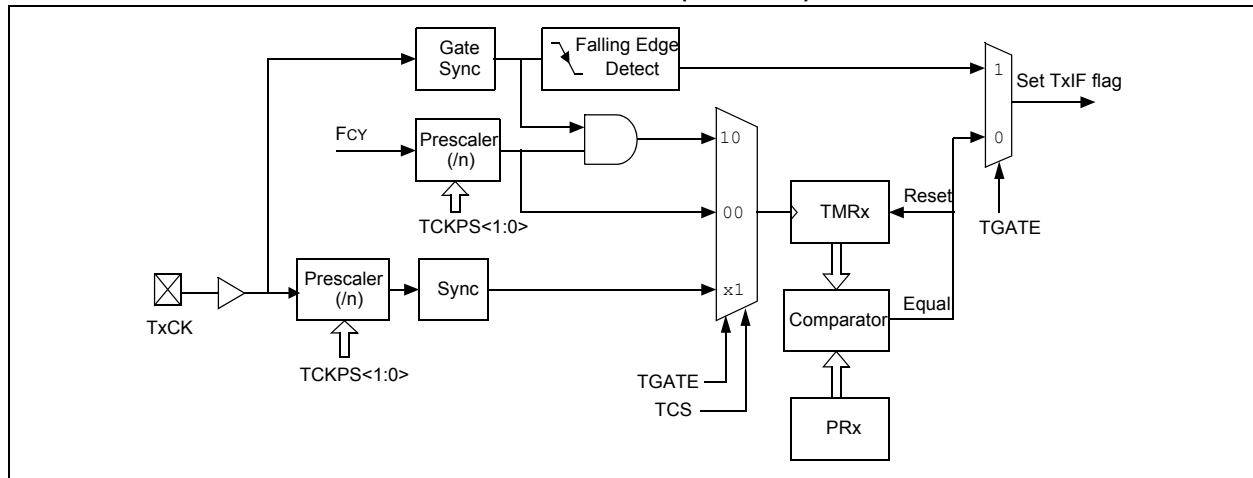 Gate
Sync
Falling Edge
Detect
1
Set TxIF flag
0
TGATE
FCY
Prescaler
(/n)
TCKPS<1:0>
10
00
x1
TMRx
Reset
Comparator
Equal
PRx
TxCK
Prescaler
(/n)
TCKPS<1:0>
Sync
TGATE
TCS